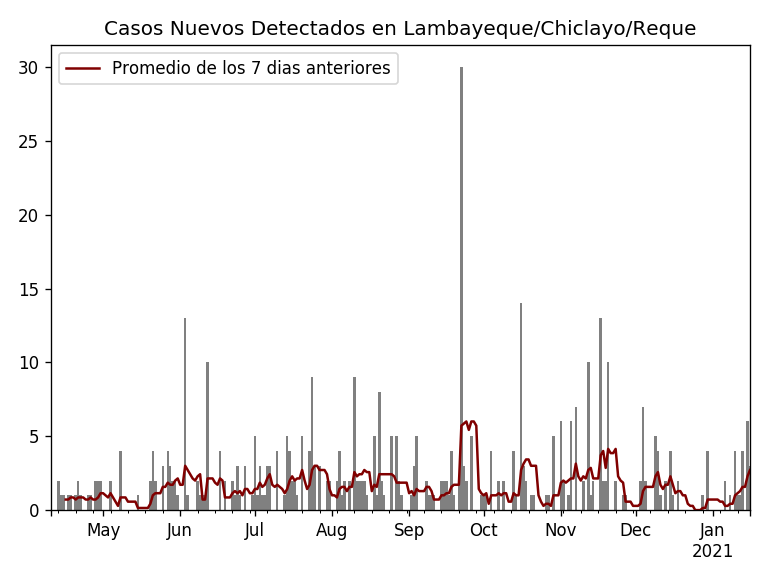 Casos Nuevos Detectados en Lambayeque/Chiclayo/Reque
Promedio de los 7 dias anteriores
30
25
20
15
10
5
0
May Jun Jul Aug Sep Oct Nov Dec Jan
2021